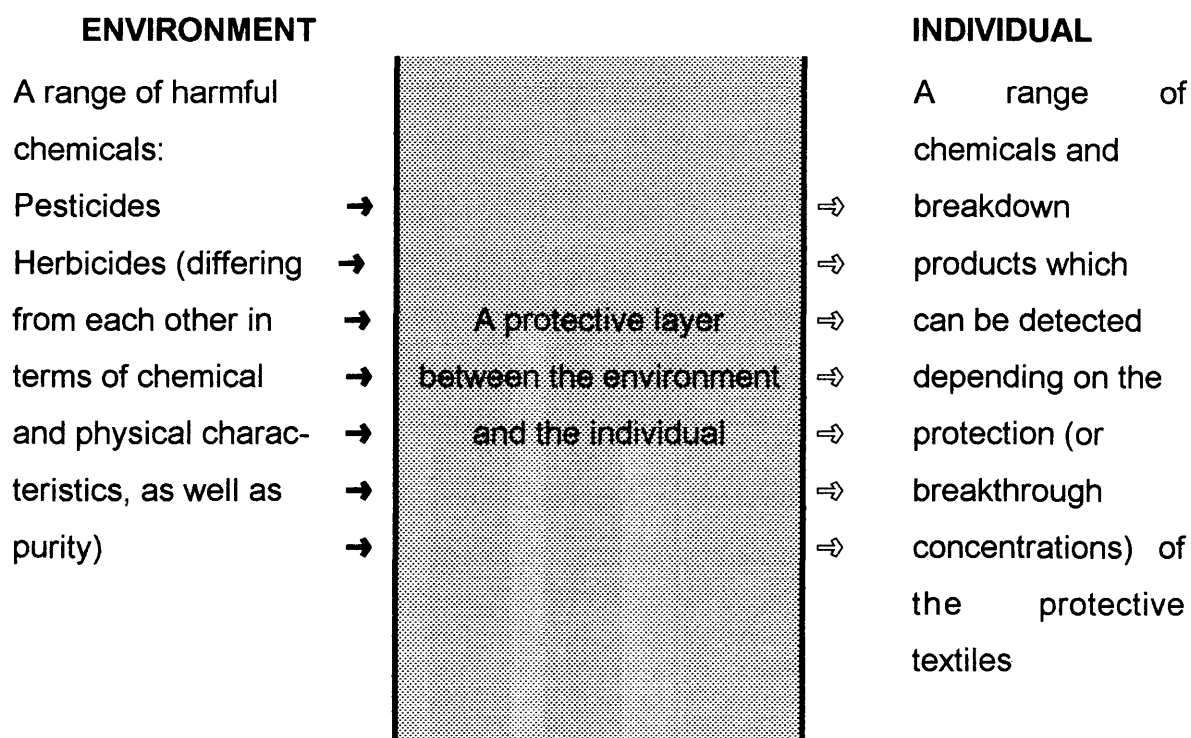 ENVIRONMENT
A range of harmful
chemicals:
Pesticides
Herbicides (differing
from each other in
terms of chemical
and physical charac-
teristics, as well as
purity)
A protective layer
between the environment
and the individual
INDIVIDUAL
A range of
chemicals and
breakdown
products which
can be detected
depending on the
protection (or
breakthrough
concentrations) of
the protective
textiles